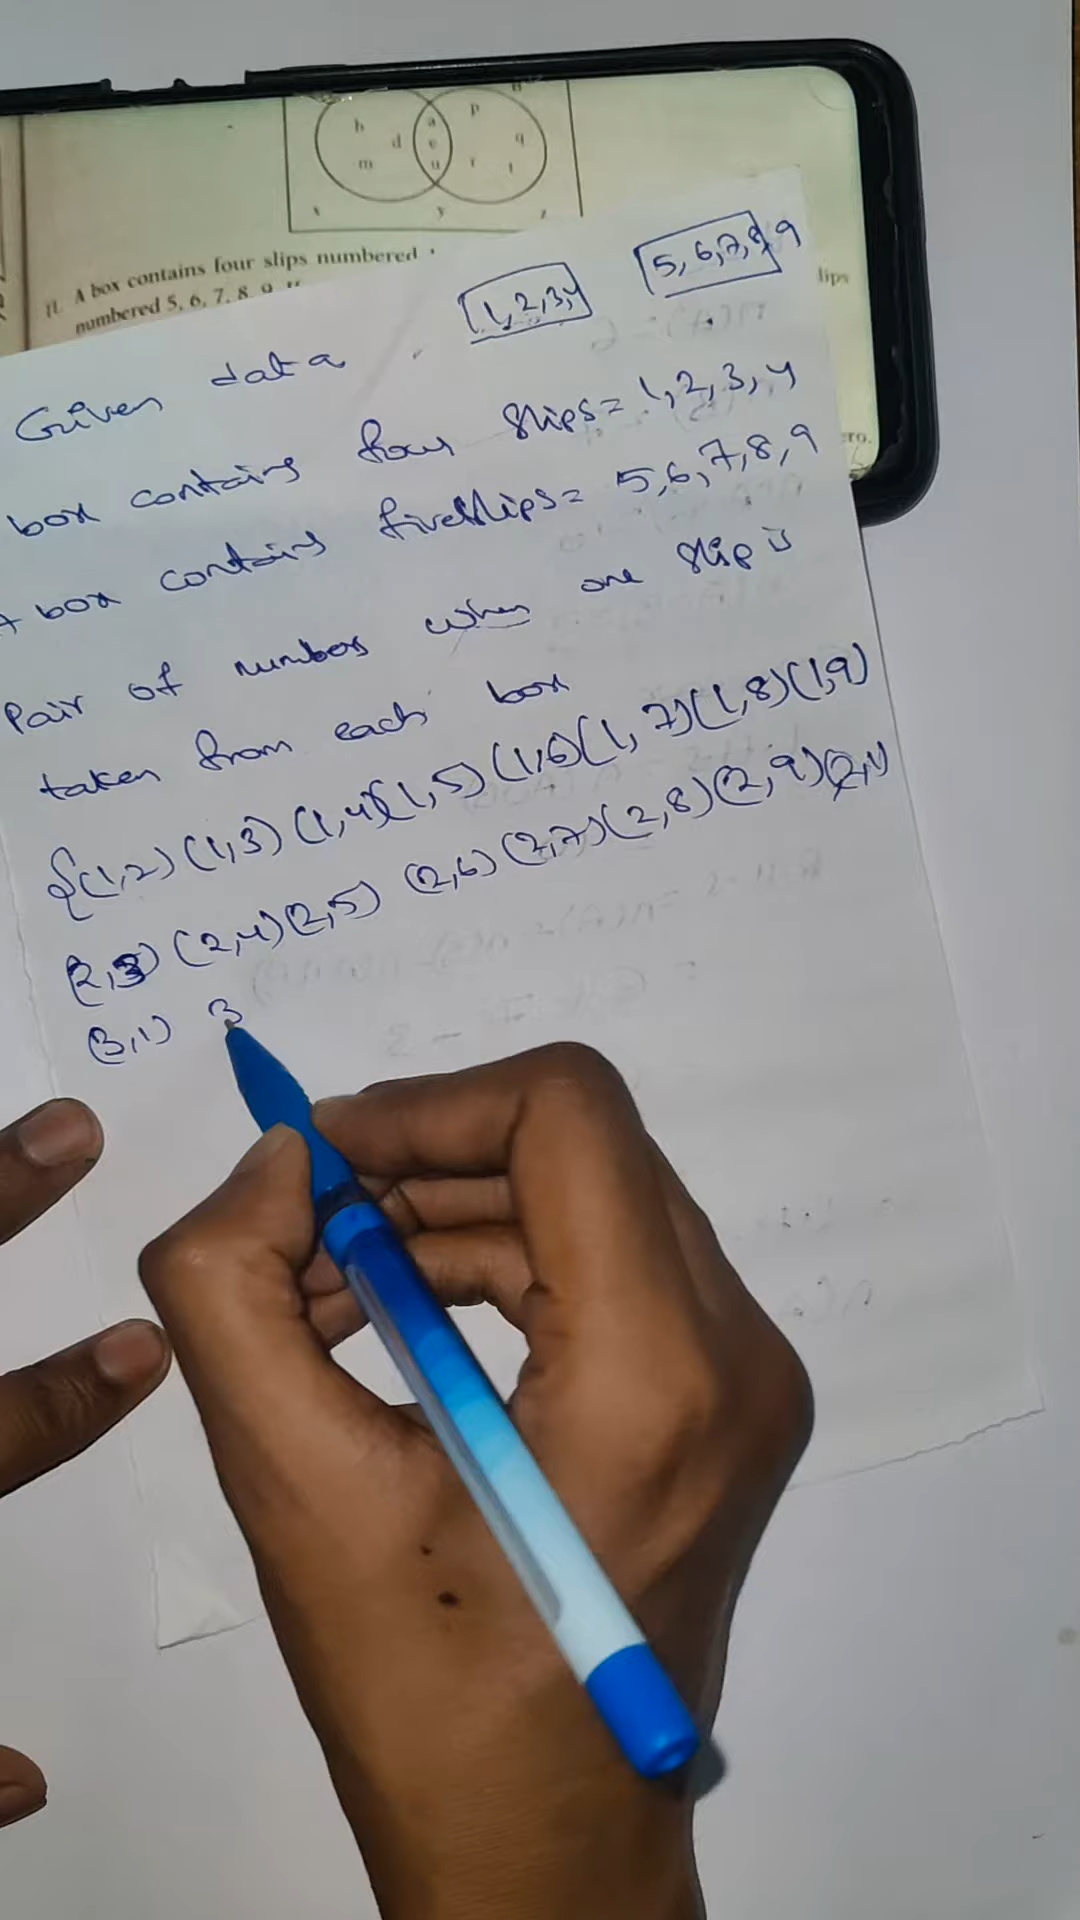 b d m a e u p q r t
x y z
11. A box contains four slips numbered
numbered 5, 6, 7, 8, 9
lips
ero.
1,2,3,4 5,6,7,8,9
Given data
box contains four slips= 1,2,3,4
A box contains fiveslips= 5,6,7,8,9
Pair of numbers when one slip is
taken from each box
{(1,2) (1,3) (1,4)(1,5) (1,6)(1,7)(1,8)(1,9)
(2,3) (2,4)(2,5) (2,6) (2,7)(2,8)(2,9)(2,1)
(3,1) 3